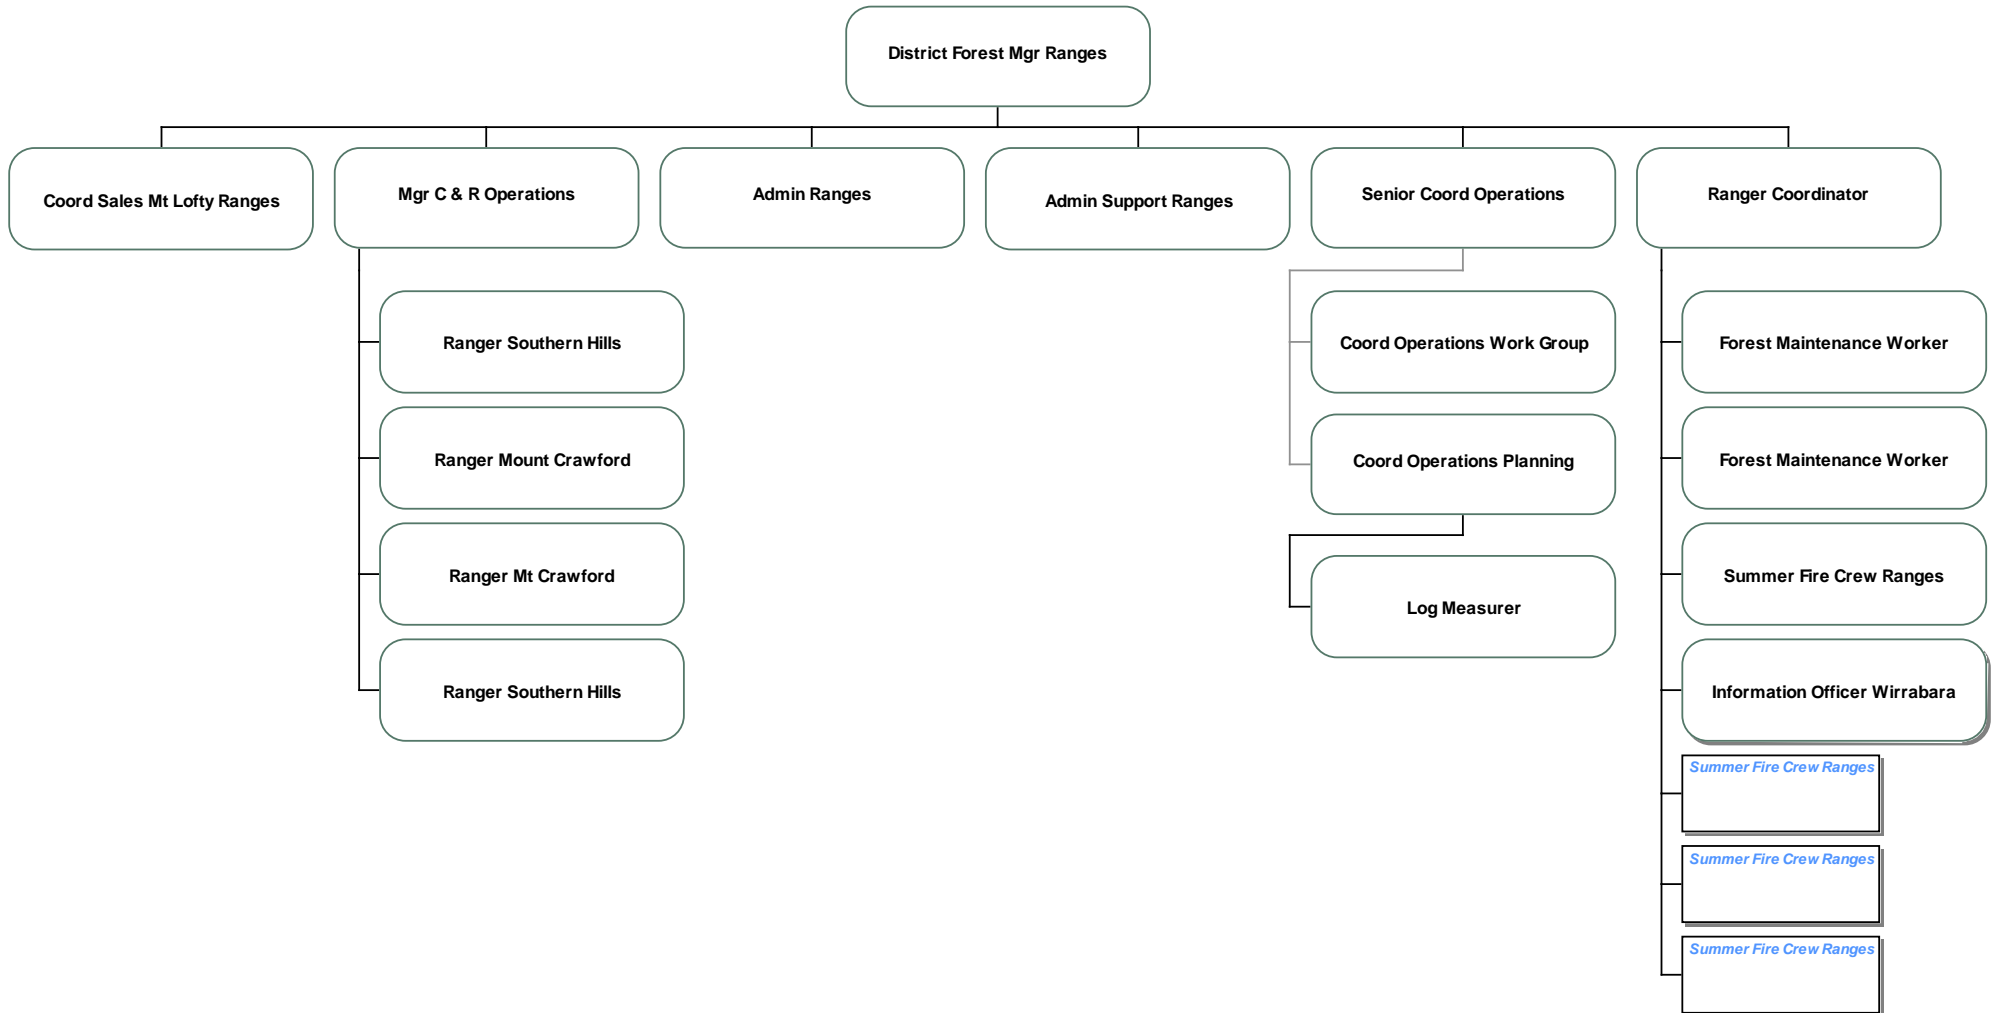 District Forest Mgr Ranges
Coord Sales Mt Lofty Ranges
Mgr C & R Operations
Admin Ranges
Admin Support Ranges
Senior Coord Operations
Ranger Coordinator
Ranger Southern Hills
Ranger Mount Crawford
Ranger Mt Crawford
Ranger Southern Hills
Coord Operations Work Group
Coord Operations Planning
Log Measurer
Forest Maintenance Worker
Forest Maintenance Worker
Summer Fire Crew Ranges
Information Officer Wirrabara
Summer Fire Crew Ranges
Summer Fire Crew Ranges
Summer Fire Crew Ranges